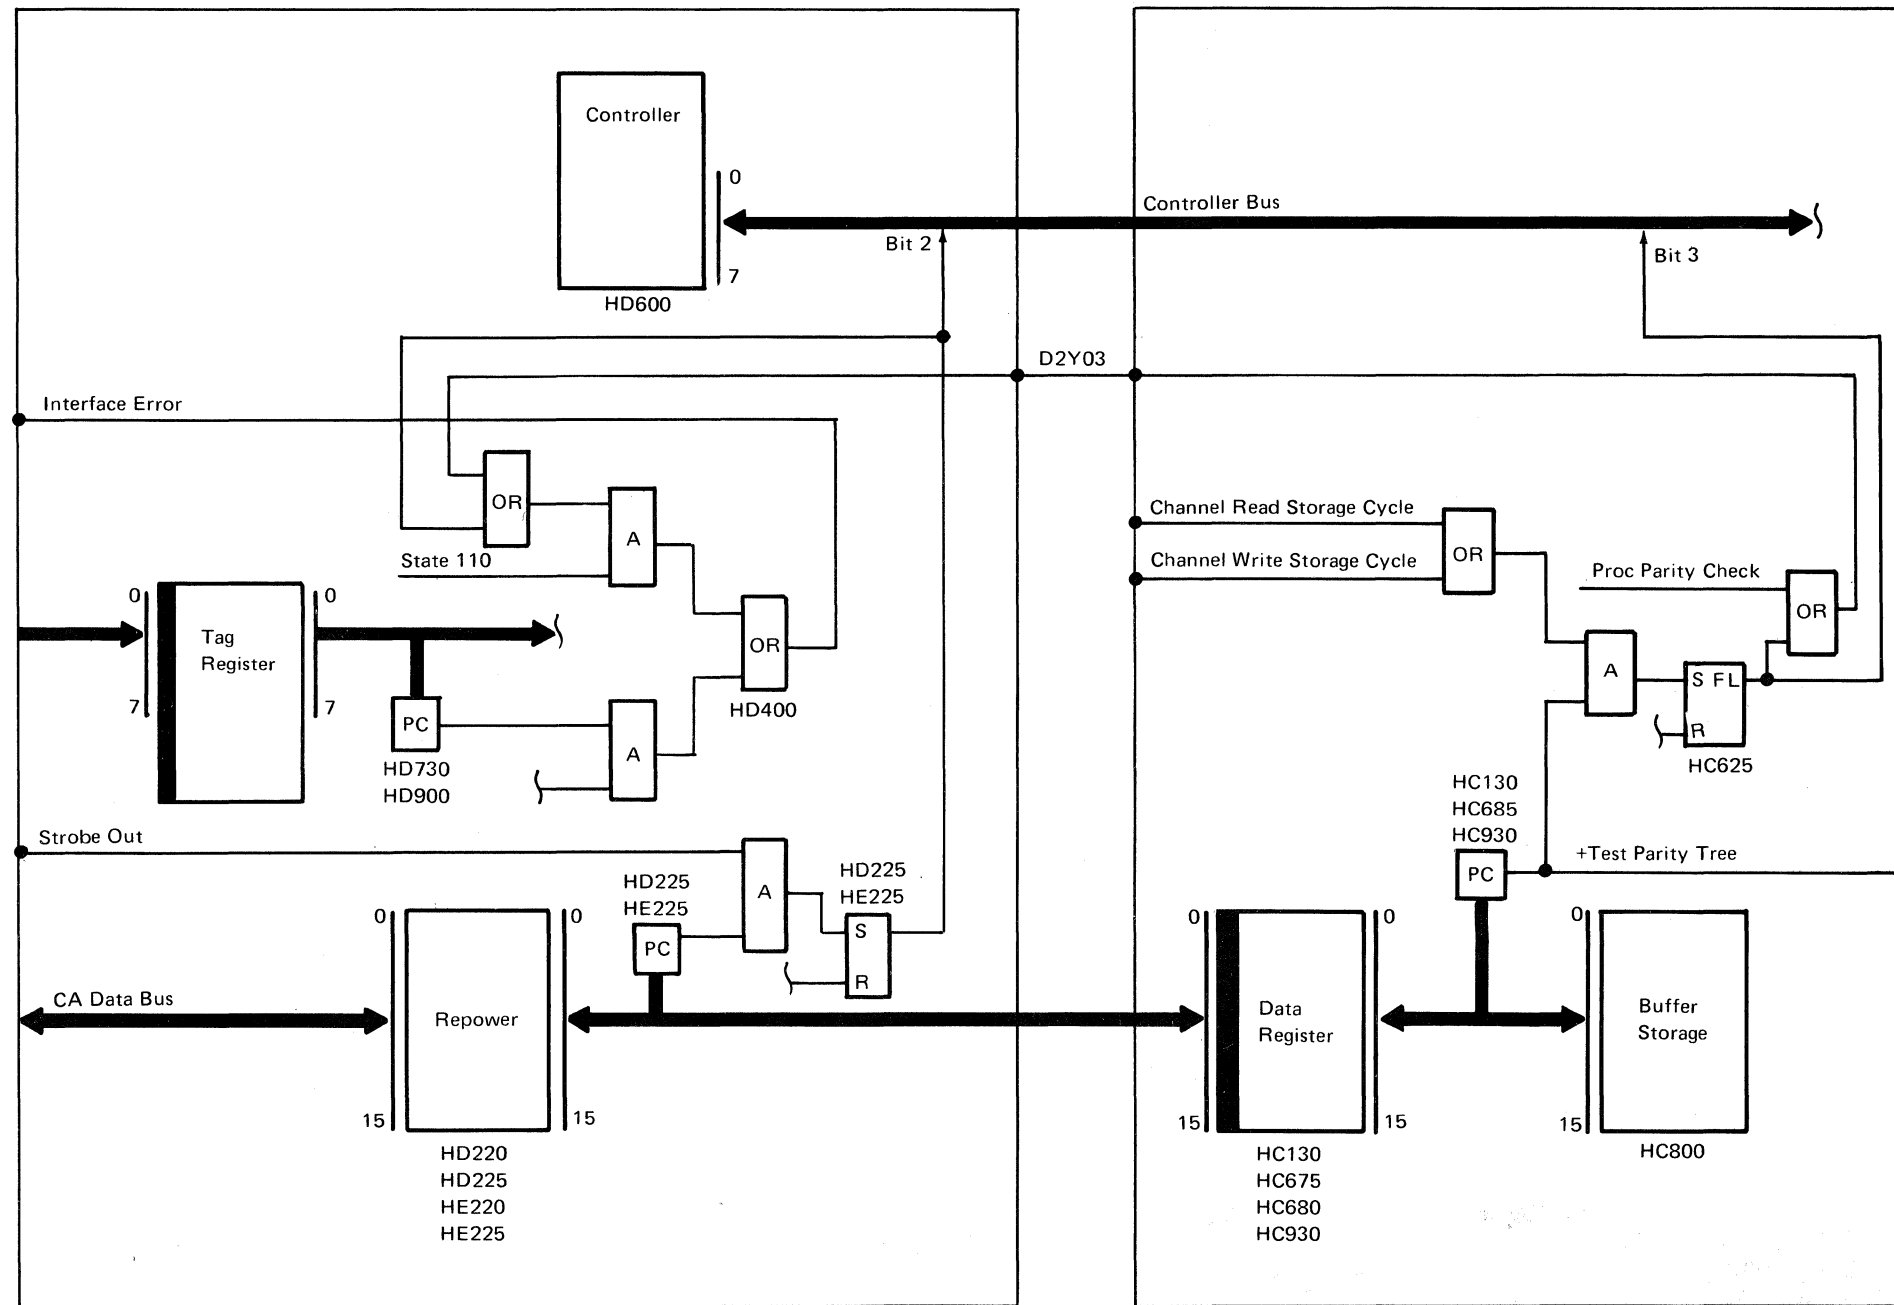 Controller
0
7
HD600
Controller Bus
Bit 2
Bit 3
D2Y03
Interface Error
OR
A
State 110
Channel Read Storage Cycle
OR
Channel Write Storage Cycle
Proc Parity Check
OR
0
Tag
Register
7
0
7
PC
HD730
HD900
OR
HD400
A
A
S FL
R
HC625
HC130
HC685
HC930
Strobe Out
+Test Parity Tree
A
PC
HD225
HE225
PC
HD225
HE225
S
R
CA Data Bus
0
15
Repower
0
15
HD220
HD225
HE220
HE225
0
15
Data
Register
0
15
HC130
HC675
HC680
HC930
0
15
Buffer
Storage
HC800